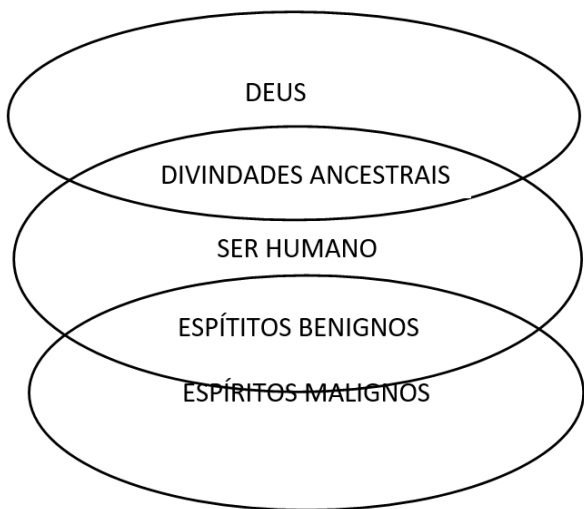 DEUS
DIVINDADES ANCESTRAIS
SER HUMANO
ESPÍTITOS BENIGNOS
ESPÍRITOS MALIGNOS